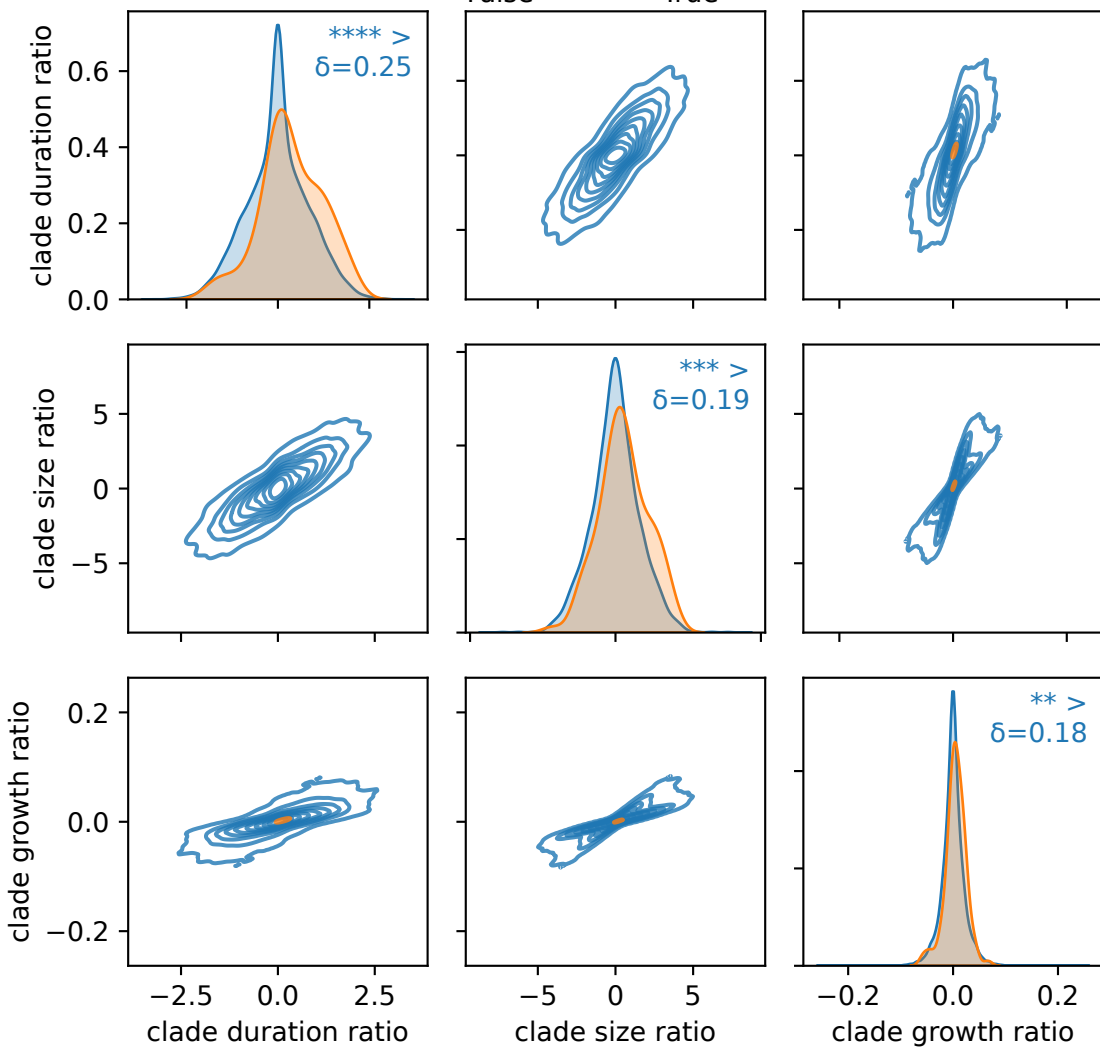 clade duration ratio
0.6
0.4
0.2
0.0
**** >
δ=0.25
clade size ratio
5
0
−5
*** >
δ=0.19
clade growth ratio
0.2
0.0
−0.2
** >
δ=0.18
−2.5 0.0 2.5
−5 0 5
−0.2 0.0 0.2
clade duration ratio
clade size ratio
clade growth ratio